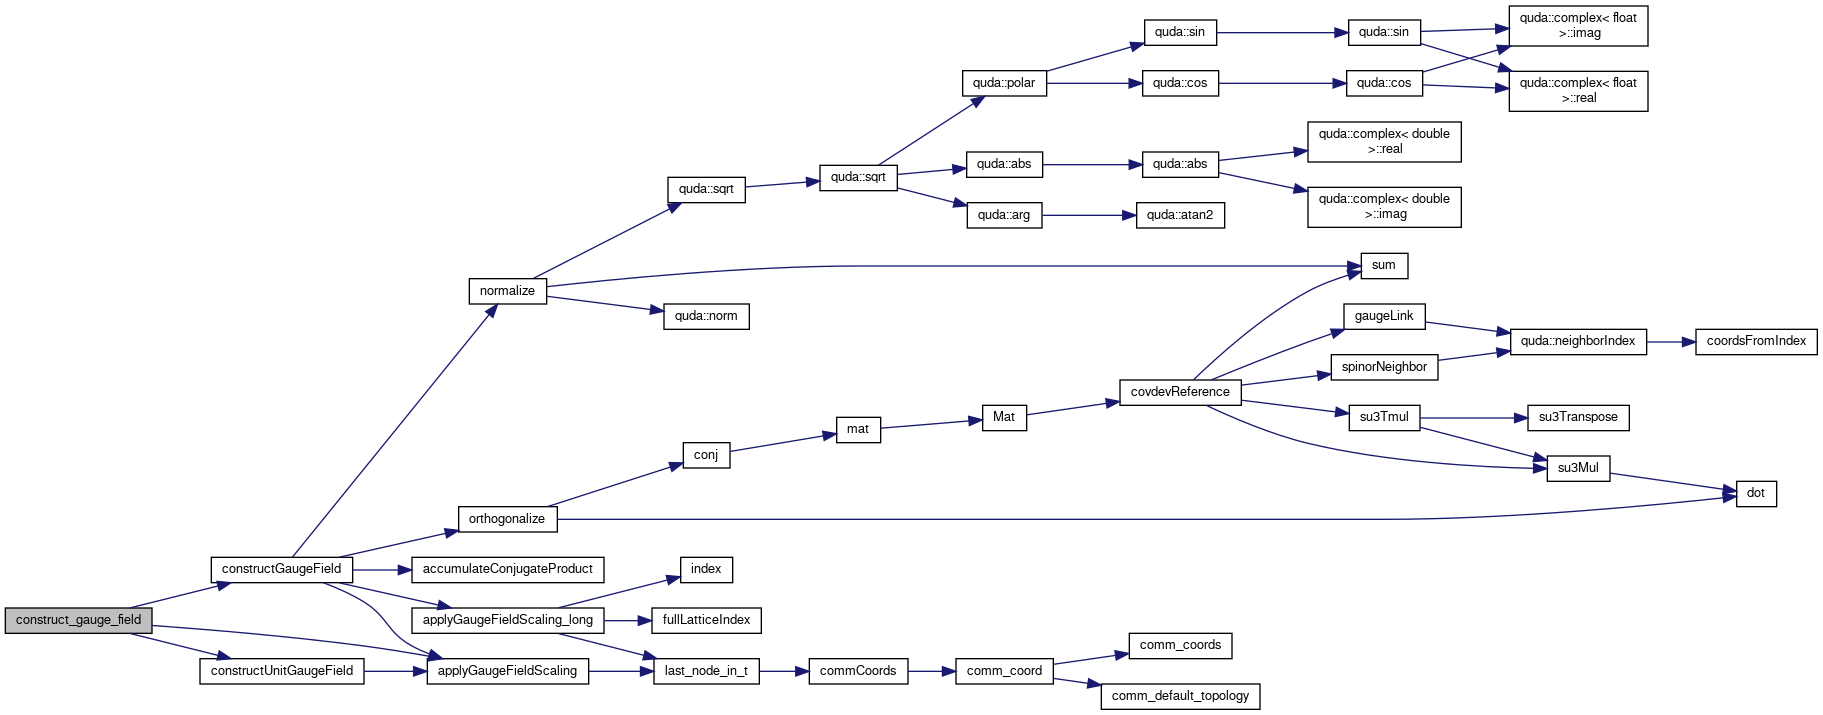 quda::complex< float
>::imag
quda::sin
quda::sin
quda::polar
quda::cos
quda::cos
quda::complex< float
>::real
quda::complex< double
>::real
quda::sqrt
quda::sqrt
quda::abs
quda::abs
quda::arg
quda::atan2
quda::complex< double
>::imag
normalize
sum
quda::norm
gaugeLink
quda::neighborIndex
coordsFromIndex
spinorNeighbor
covdevReference
su3Tmul
su3Transpose
Mat
mat
conj
su3Mul
dot
orthogonalize
constructGaugeField
accumulateConjugateProduct
index
construct_gauge_field
applyGaugeFieldScaling_long
fullLatticeIndex
constructUnitGaugeField
applyGaugeFieldScaling
last_node_in_t
commCoords
comm_coord
comm_coords
comm_default_topology